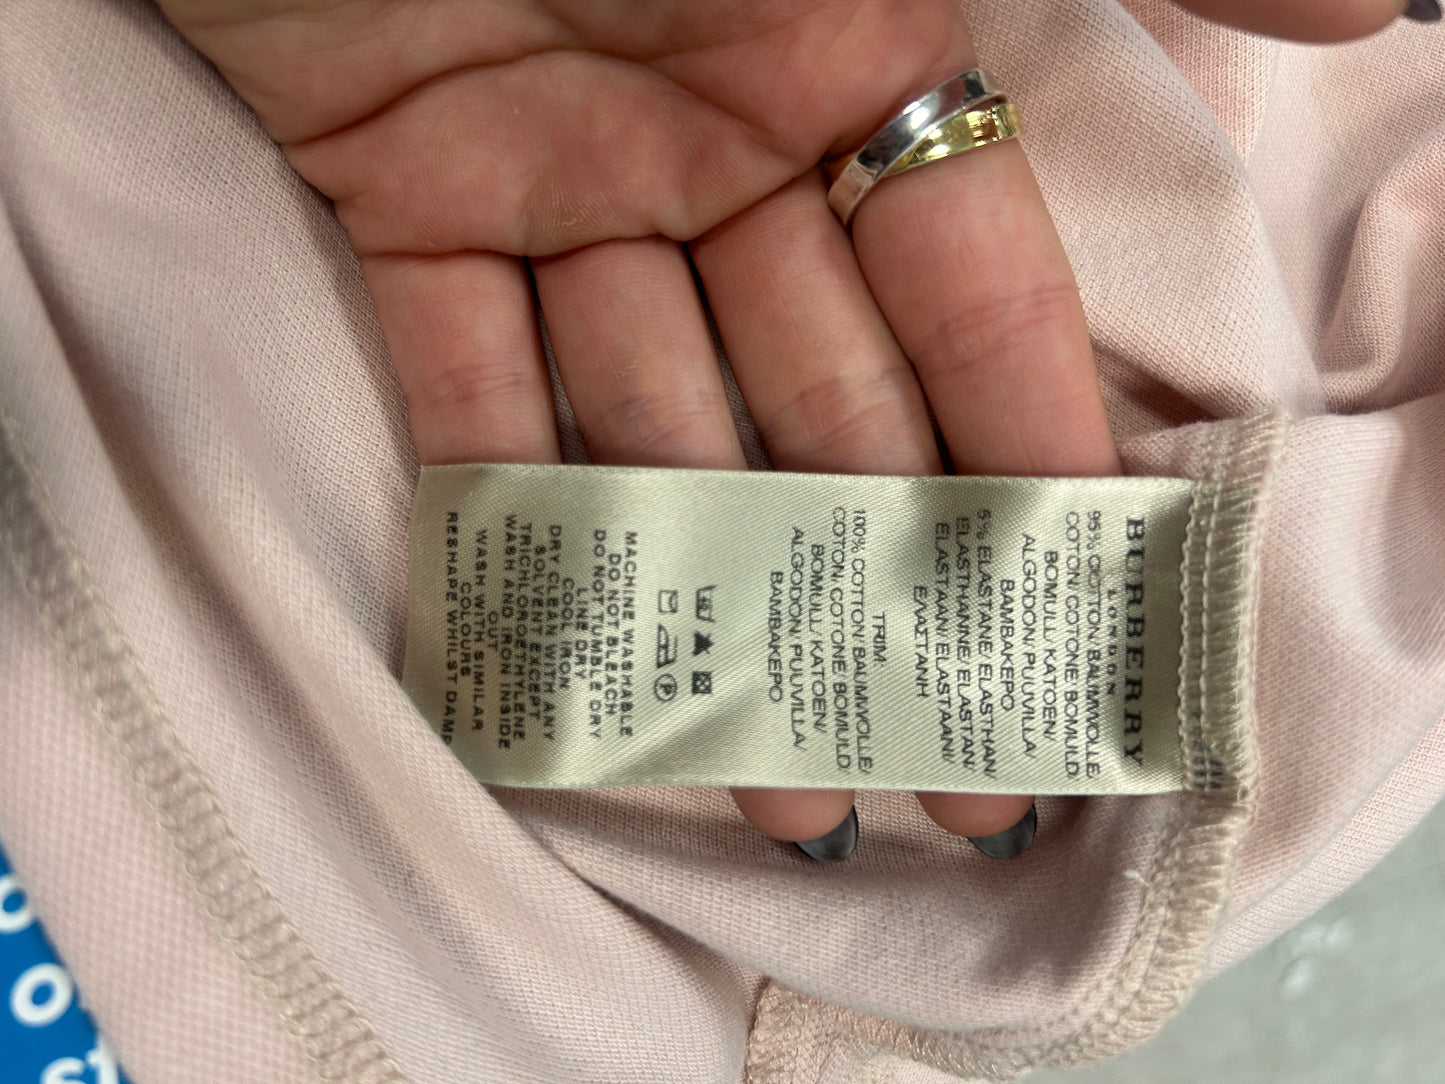 BURBERRY
LONDON
95% COTTON/ BAUMWOLLE/
COTON/ COTONE/ BOMULD/
BOMULL/ KATOEN/
ALGODON/ PUUVILLA/
ΒΑΜΒΑΚΕΡΟ
5% ELASTANE/ ELASTHAN/
ELASTHANNE/ ELASTAN/
ELASTAAN/ ELASTAANI/
ΕΛΑΣΤΑΝΗ
TRIM:
100% COTTON/ BAUMWOLLE/
COTON/ COTONE/ BOMULD/
BOMULL/ KATOEN/
ALGODON/ PUUVILLA/
ΒΑΜΒΑΚΕΡΟ
P
MACHINE WASHABLE
DO NOT BLEACH
DO NOT TUMBLE DRY
LINE DRY
COOL IRON
DRY CLEAN WITH ANY
SOLVENT EXCEPT
TRICHLOROETHYLENE
WASH AND IRON INSIDE
OUT
WASH WITH SIMILAR
COLOURS
RESHAPE WHILST DAMP